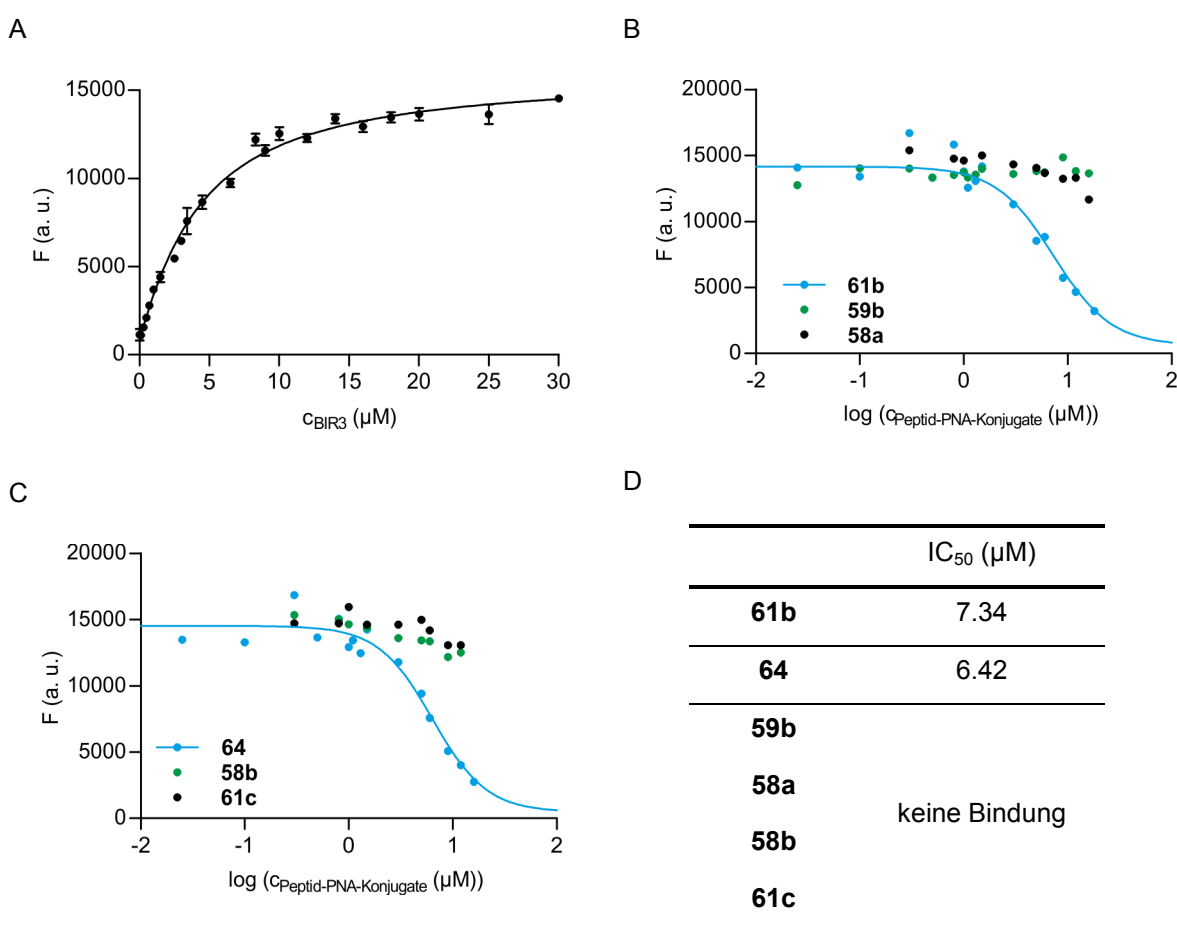 A
15000
10000
5000
0
F (a. u.)
0 5 10 15 20 25 30
cBIR3 (µM)
B
20000
15000
10000
5000
0
F (a. u.)
61b
59b
58a
-2 -1 0 1 2
log (cPeptid-PNA-Konjugate (µM))
C
20000
15000
10000
5000
0
F (a. u.)
64
58b
61c
-2 -1 0 1 2
log (cPeptid-PNA-Konjugate (µM))
D
IC50 (µM)
61b 7.34
64 6.42
59b
58a
keine Bindung
58b
61c